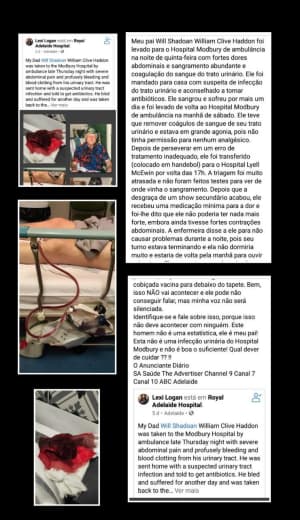 Lexi Logan está em Royal
Adelaide Hospital.
5 d • Adelaide •
My Dad Will Shadoan William Clive Haddon
was taken to the Modbury Hospital by
ambulance late Thursday night with severe
abdominal pain and profusely bleeding and
blood clotting from his urinary tract. He was
sent home with a suspected urinary tract
infection and told to get antibiotics. He bled
and suffered for another day and was taken
back to the... Ver mais
Meu pai Will Shadoan William Clive Haddon foi
levado para o Hospital Modbury de ambulância
na noite de quinta-feira com fortes dores
abdominais e sangramento abundante e
coagulação do sangue do trato urinário. Ele foi
mandado para casa com suspeita de infecção
do trato urinário e aconselhado a tomar
antibióticos. Ele sangrou e sofreu por mais um
dia e foi levado de volta ao Hospital Modbury
de ambulância na manhã de sábado. Ele teve
que remover coágulos de sangue de seu trato
urinário e estava em grande agonia, pois não
tinha permissão para nenhum analgésico.
Depois de perseverar em um erro de
tratamento inadequado, ele foi transferido
(colocado em handebol) para o Hospital Lyell
McEwin por volta das 17h. A triagem foi muito
atrasada e não foram feitos testes para ver de
onde vinha o sangramento. Depois que a
desgraça de um show secundário acabou, ele
recebeu uma medicação mínima para a dor e
foi-lhe dito que ele não poderia ter nada mais
forte, embora ainda tivesse fortes contrações
abdominais. A enfermeira disse a ele para não
causar problemas durante a noite, pois seu
turno estava terminando e ela não dormiria
muito e estaria de volta pela manhã para ouvir
cobiçada vacina para debaixo do tapete. Bem,
isso NÃO vai acontecer e ele pode não
conseguir falar, mas minha voz não será
silenciada.
Identifique-se e fale sobre isso, porque isso
não deve acontecer com ninguém. Este
homem não é uma estatística, ele é meu pai!
Esta não é uma infecção urinária do Hospital
Modbury e não é boa o suficiente! Qual dever
de cuidar ?? !!
O Anunciante Diário
SA Saúde The Advertiser Channel 9 Canal 7
Canal 10 ABC Adelaide
Lexi Logan está em Royal
Adelaide Hospital.
5 d • Adelaide •
My Dad Will Shadoan William Clive Haddon
was taken to the Modbury Hospital by
ambulance late Thursday night with severe
abdominal pain and profusely bleeding and
blood clotting from his urinary tract. He was
sent home with a suspected urinary tract
infection and told to get antibiotics. He bled
and suffered for another day and was taken
back to the... Ver mais